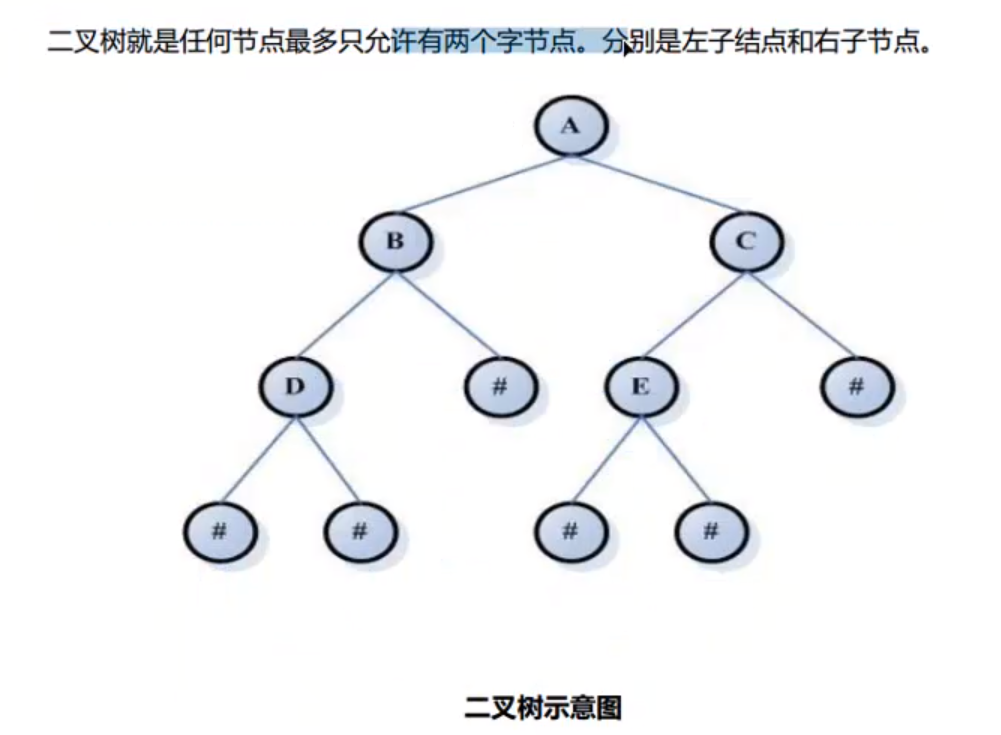 二叉树就是任何节点最多只允许有两个字节点。分别是左子结点和右子节点。
A
B C
D # E #
# # # #
二叉树示意图